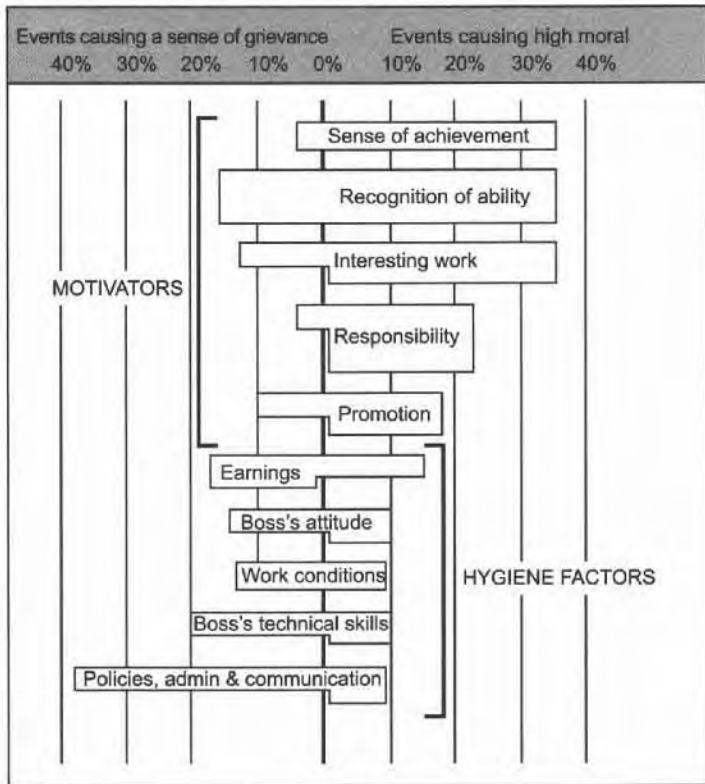 Events causing a sense of grievance Events causing high moral
40% 30% 20% 10% 0% 10% 20% 30% 40%
Sense of achievement
Recognition of ability
Interesting work
MOTIVATORS
Responsibility
Promotion
Earnings
Boss's attitude
Work conditions
HYGIENE FACTORS
Boss's technical skills
Policies, admin & communication